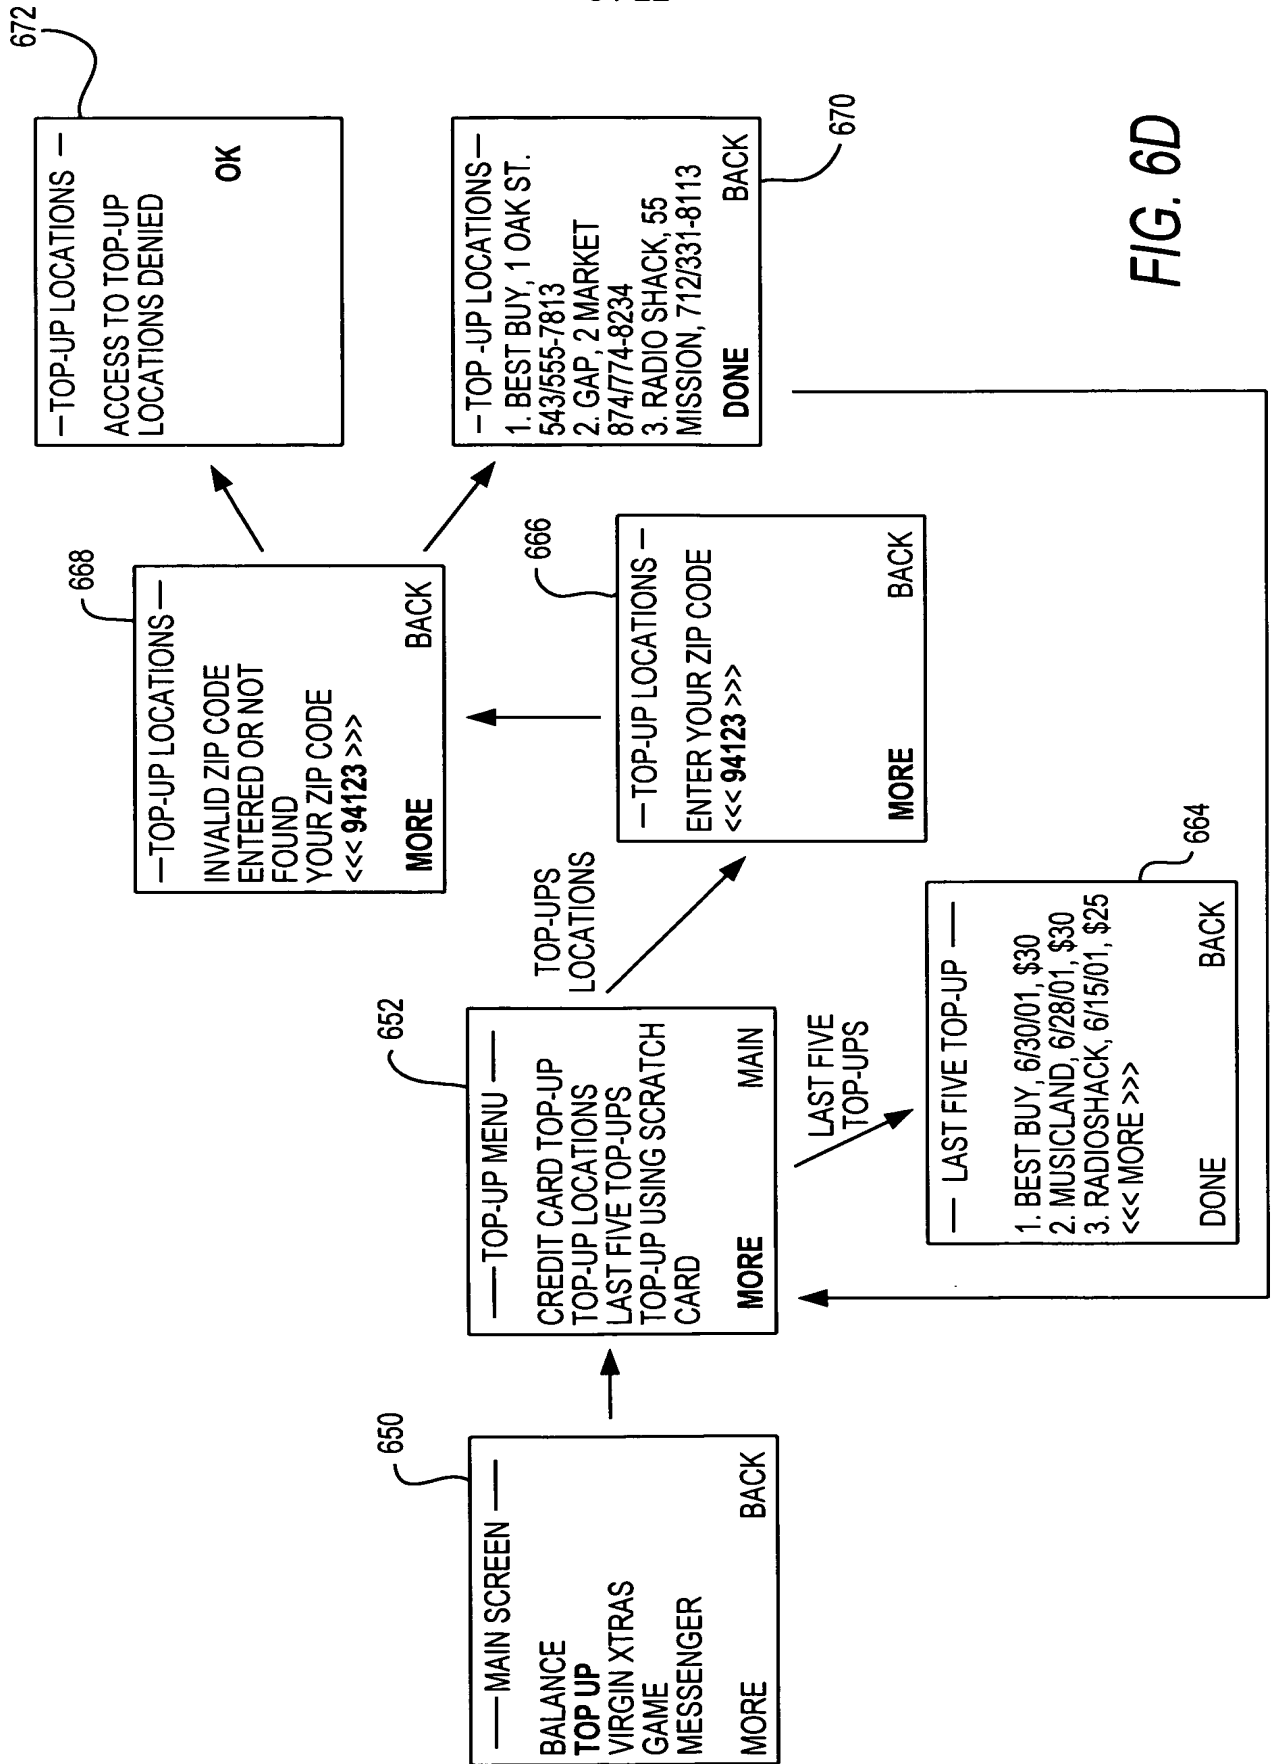 650
— MAIN SCREEN —
BALANCE
TOP UP
VIRGIN XTRAS
GAME
MESSENGER
MORE BACK
652
— TOP-UP MENU —
CREDIT CARD TOP-UP
TOP-UP LOCATIONS
LAST FIVE TOP-UPS
TOP-UP USING SCRATCH
CARD
MORE MAIN
TOP-UPS
LOCATIONS
LAST FIVE
TOP-UPS
664
— LAST FIVE TOP-UP —
1. BEST BUY, 6/30/01, $30
2. MUSICLAND, 6/28/01, $30
3. RADIOSHACK, 6/15/01, $25
<<< MORE >>>
DONE BACK
666
— TOP-UP LOCATIONS —
ENTER YOUR ZIP CODE
<<< 94123 >>>
MORE BACK
668
— TOP-UP LOCATIONS —
INVALID ZIP CODE
ENTERED OR NOT
FOUND
YOUR ZIP CODE
<<< 94123 >>>
MORE BACK
672
— TOP-UP LOCATIONS —
ACCESS TO TOP-UP
LOCATIONS DENIED
OK
670
— TOP -UP LOCATIONS—
1. BEST BUY, 1 OAK ST.
543/555-7813
2. GAP, 2 MARKET
874/774-8234
3. RADIO SHACK, 55
MISSION, 712/331-8113
DONE BACK
FIG. 6D